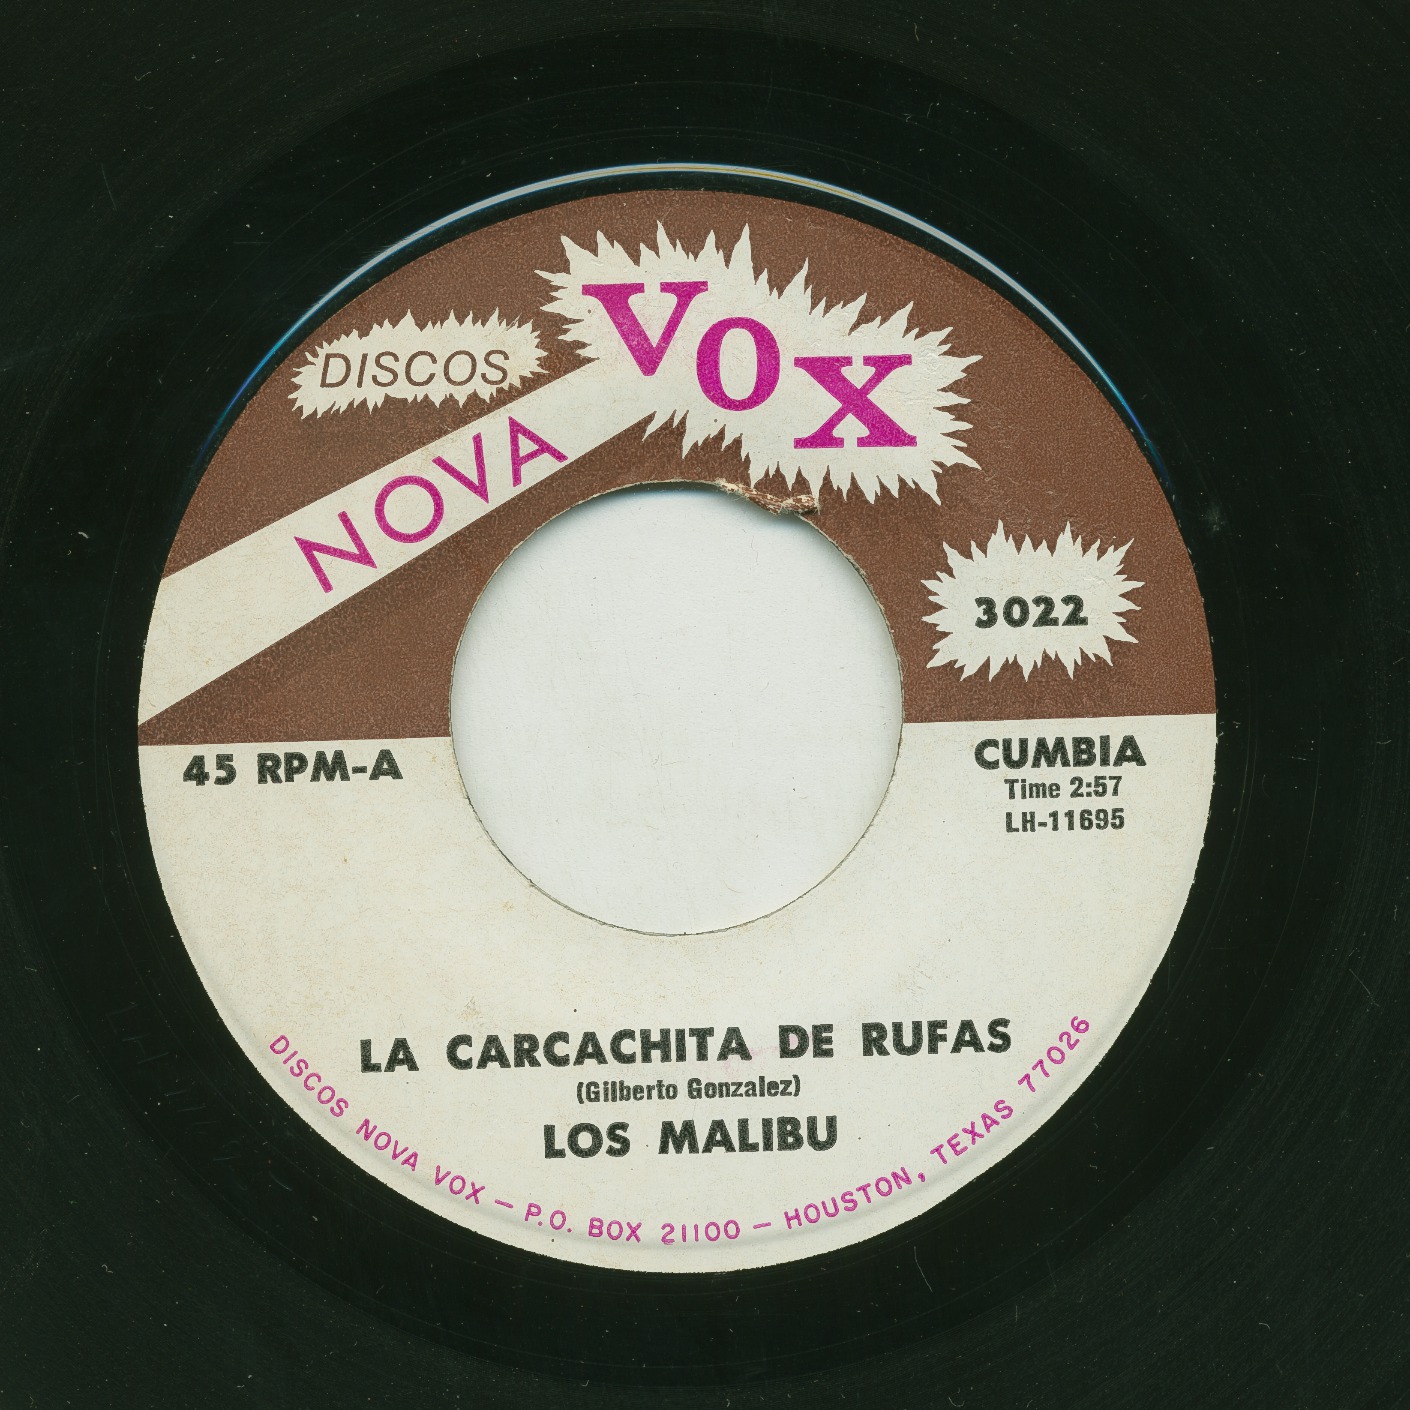 DISCOS
NOVA
VOX
3022
45 RPM-A
CUMBIA
Time 2:57
LH-11695
LA CARCACHITA DE RUFAS
(Gilberto Gonzalez)
LOS MALIBU
DISCOS NOVA VOX — P.O. BOX 21100 — HOUSTON, TEXAS 77026